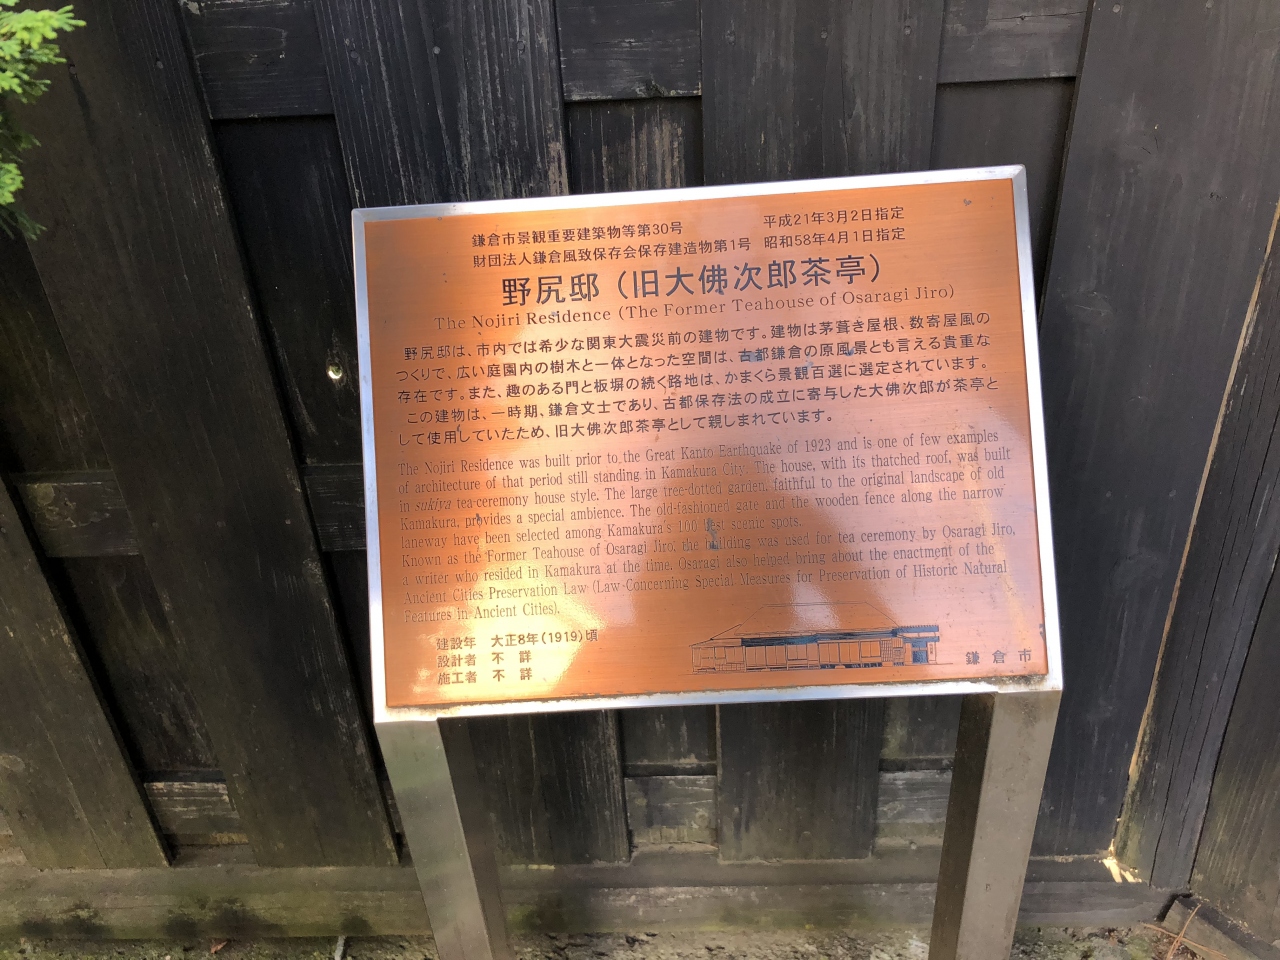 鎌倉市景観重要建築物等第30号 平成21年3月2日指定
財団法人鎌倉風致保存会保存建造物第1号 昭和58年4月1日指定
野尻邸（旧大佛次郎茶亭）
The Nojiri Residence (The Former Teahouse of Osaragi Jiro)
野尻邸は、市内では希少な関東大震災前の建物です。建物は茅葺き屋根、数寄屋風の
つくりで、広い庭園内の樹木と一体となった空間は、古都鎌倉の原風景とも言える貴重な
存在です。また、趣のある門と板塀の続く路地は、かまくら景観百選に選定されています。
この建物は、一時期、鎌倉文士であり、古都保存法の成立に寄与した大佛次郎が茶亭と
して使用していたため、旧大佛次郎茶亭として親しまれています。
The Nojiri Residence was built prior to the Great Kanto Earthquake of 1923 and is one of few examples
of architecture of that period still standing in Kamakura City. The house, with its thatched roof, was built
in sukiya tea-ceremony house style. The large tree-dotted garden, faithful to the original landscape of old
Kamakura, provides a special ambience. The old-fashioned gate and the wooden fence along the narrow
laneway have been selected among Kamakura's 100 best scenic spots.
Known as the Former Teahouse of Osaragi Jiro, the building was used for tea ceremony by Osaragi Jiro,
a writer who resided in Kamakura at the time. Osaragi also helped bring about the enactment of the
Ancient Cities Preservation Law (Law Concerning Special Measures for Preservation of Historic Natural
Features in Ancient Cities).
建設年 大正8年(1919)頃
設計者 不詳
施工者 不詳
鎌倉市